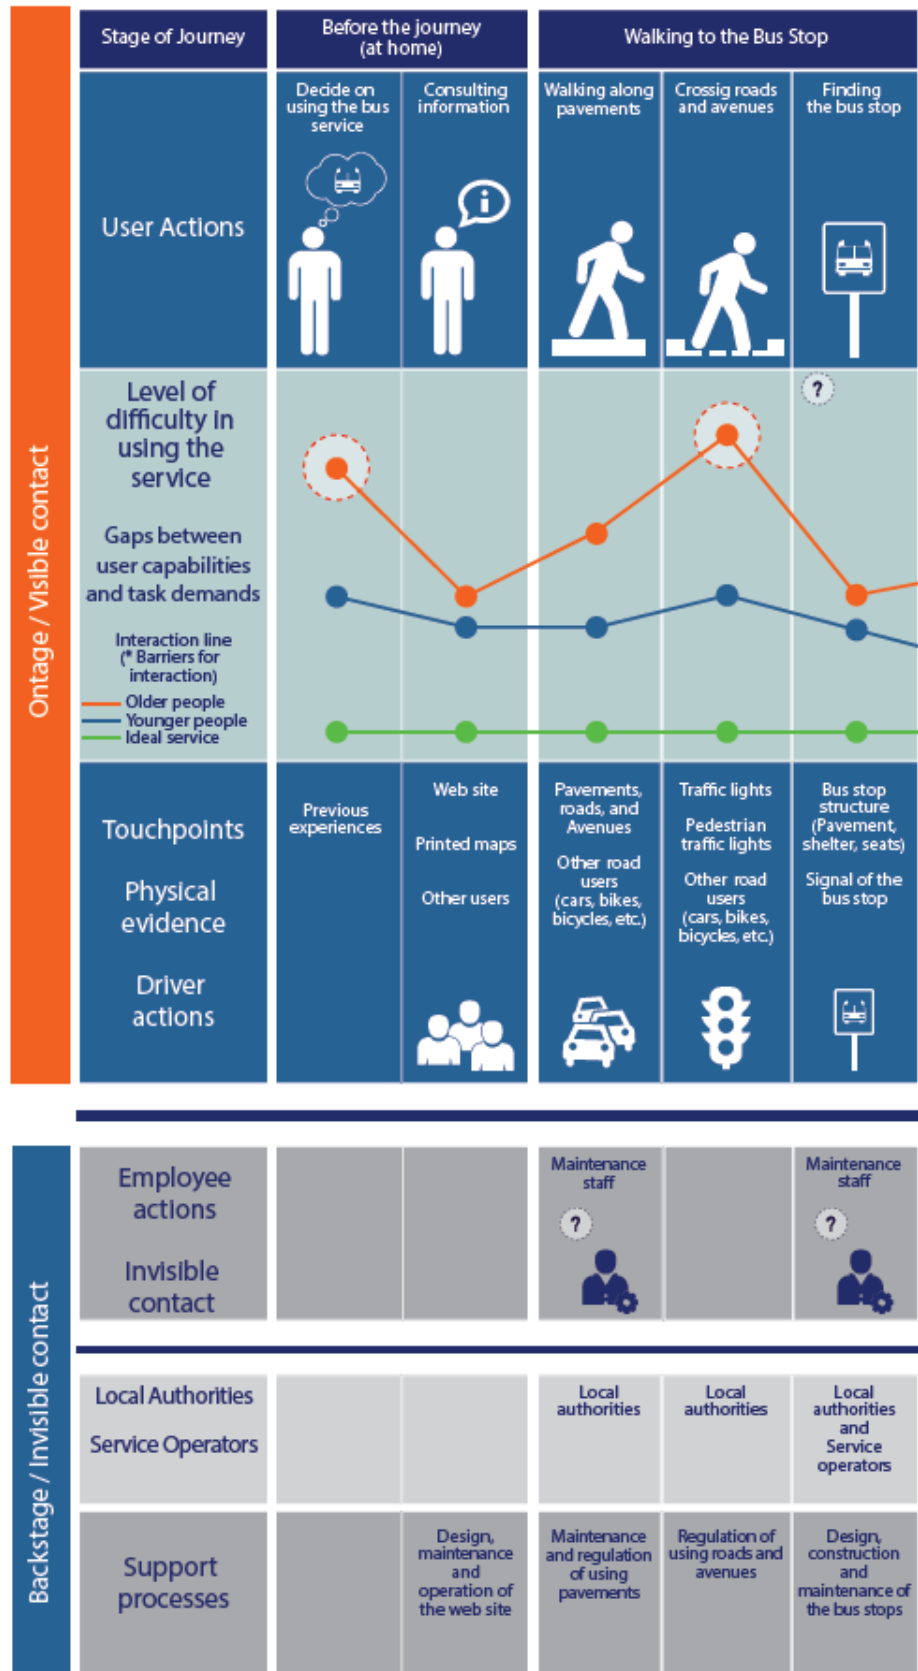 Stage of Journey
Before the journey
(at home)
Walking to the Bus Stop
Ontage / Visible contact
User Actions
Decide on
using the bus
service
Consulting
information
Walking along
pavements
Crossig roads
and avenues
Finding
the bus stop
i
Level of
difficulty in
using the
service
Gaps between
user capabilities
and task demands
Interaction line
(* Barriers for
interaction)
Older people
Younger people
Ideal service
?
Touchpoints
Physical
evidence
Driver
actions
Previous
experiences
Web site
Printed maps
Other users
Pavements,
roads, and
Avenues
Other road
users
(cars, bikes,
bicycles, etc.)
Traffic lights
Pedestrian
traffic lights
Other road
users
(cars, bikes,
bicycles, etc.)
Bus stop
structure
(Pavement,
shelter, seats)
Signal of the
bus stop
Backstage / Invisible contact
Employee
actions
Invisible
contact
Maintenance
staff
?
Maintenance
staff
?
Local Authorities
Service Operators
Local
authorities
Local
authorities
Local
authorities
and
Service
operators
Support
processes
Design,
maintenance
and
operation of
the web site
Maintenance
and regulation
of using
pavements
Regulation of
using roads and
avenues
Design,
construction
and
maintenance of
the bus stops